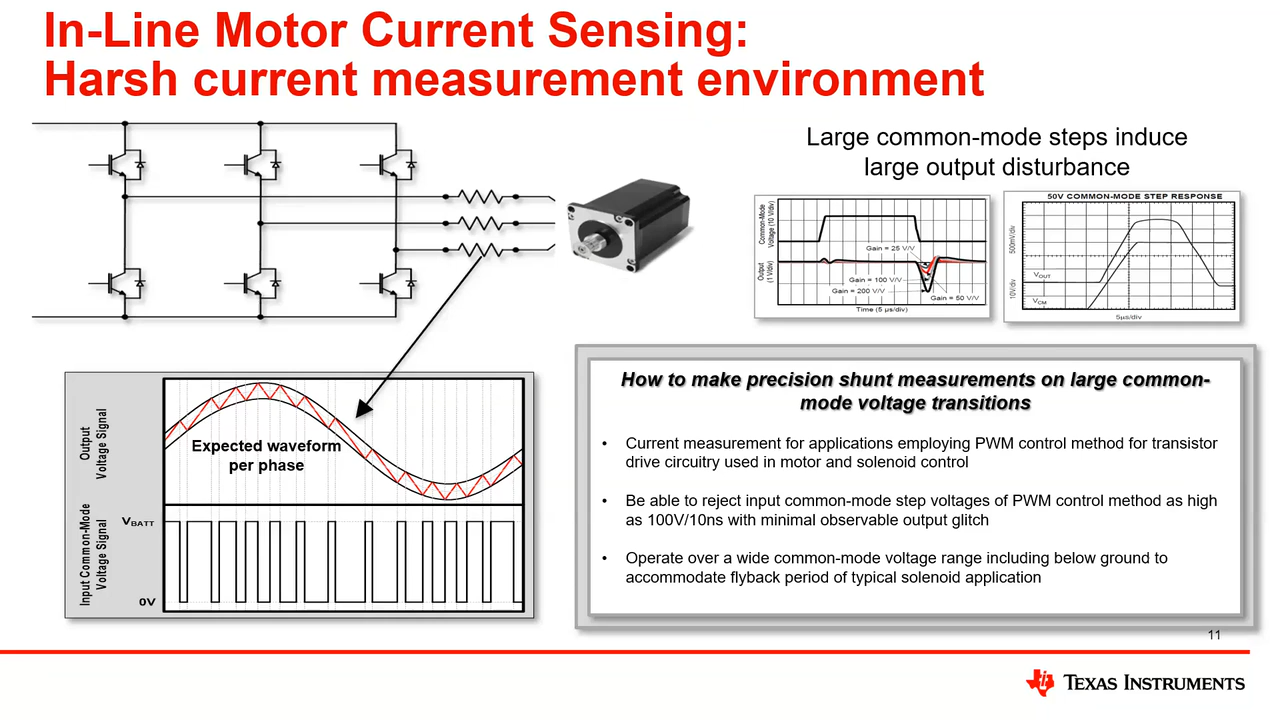 In-Line Motor Current Sensing:
Harsh current measurement environment
Large common-mode steps induce
large output disturbance
Common-Mode
Voltage (10 V/div)
Output
(1 V/div)
Gain = 25 V/V
Gain = 100 V/V
Gain = 200 V/V
Gain = 50 V/V
Time (5 µs/div)
50V COMMON-MODE STEP RESPONSE
500mV/div
10V/div
VOUT
VCM
5µs/div
Output
Voltage Signal
Expected waveform
per phase
Input Common-Mode
Voltage Signal
VBATT
0V
How to make precision shunt measurements on large common-
mode voltage transitions
• Current measurement for applications employing PWM control method for transistor
drive circuitry used in motor and solenoid control
• Be able to reject input common-mode step voltages of PWM control method as high
as 100V/10ns with minimal observable output glitch
• Operate over a wide common-mode voltage range including below ground to
accommodate flyback period of typical solenoid application
11
TEXAS INSTRUMENTS